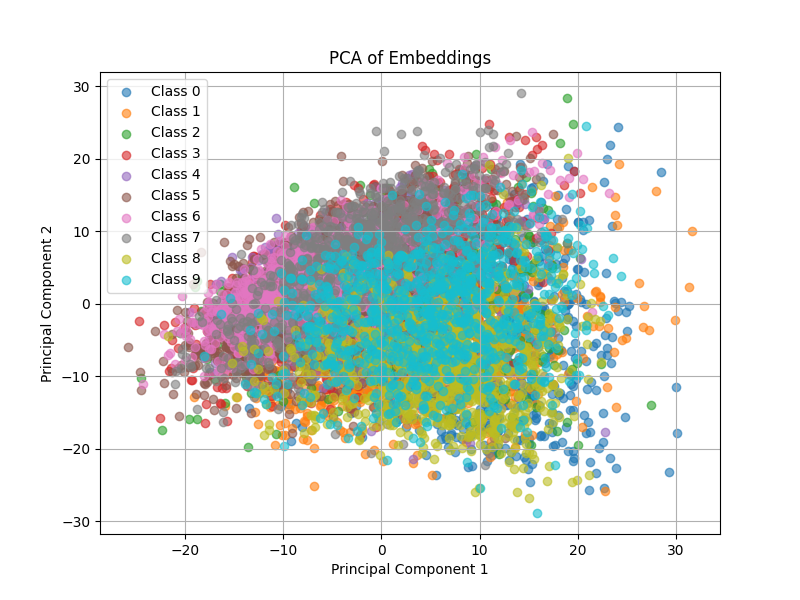 PCA of Embeddings
Class 0
Class 1
Class 2
Class 3
Class 4
Class 5
Class 6
Class 7
Class 8
Class 9
30
20
10
0
−10
−20
−30
Principal Component 2
−20 −10 0 10 20 30
Principal Component 1